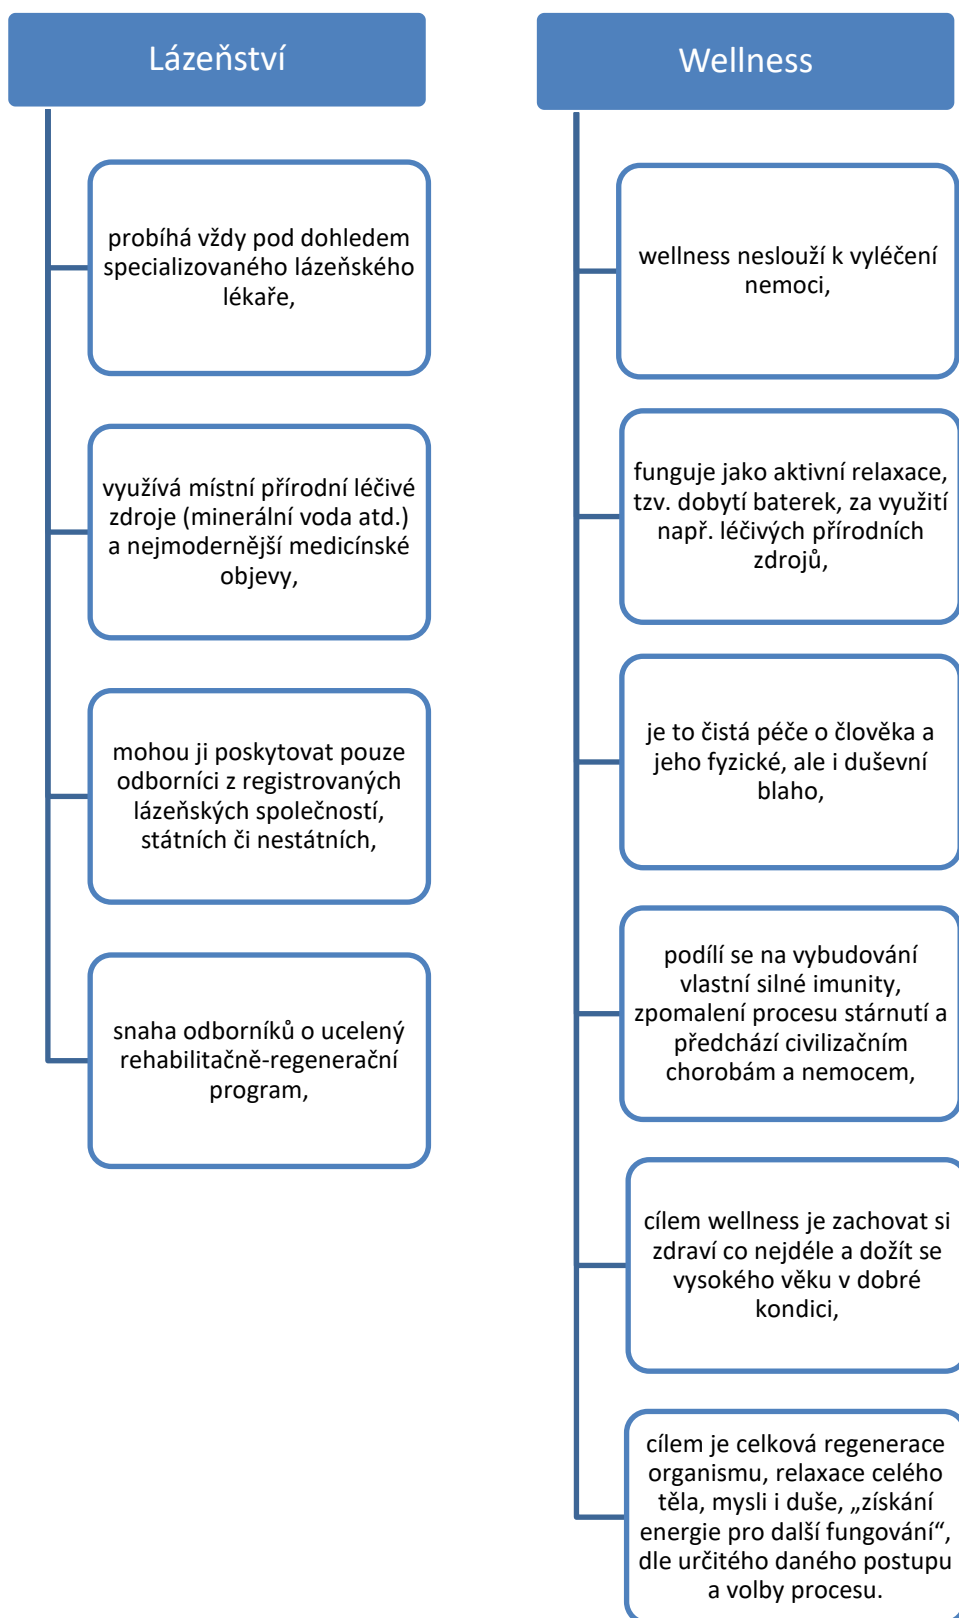 Lázeňství
probíhá vždy pod dohledem
specializovaného lázeňského
lékaře,
využívá místní přírodní léčivé
zdroje (minerální voda atd.)
a nejmodernější medicínské
objevy,
mohou ji poskytovat pouze
odborníci z registrovaných
lázeňských společností,
státních či nestátních,
snaha odborníků o ucelený
rehabilitačně-regenerační
program,
Wellness
wellness neslouží k vyléčení
nemoci,
funguje jako aktivní relaxace,
tzv. dobytí baterek, za využití
např. léčivých přírodních
zdrojů,
je to čistá péče o člověka a
jeho fyzické, ale i duševní
blaho,
podílí se na vybudování
vlastní silné imunity,
zpomalení procesu stárnutí a
předchází civilizačním
chorobám a nemocem,
cílem wellness je zachovat si
zdraví co nejdéle a dožít se
vysokého věku v dobré
kondici,
cílem je celková regenerace
organismu, relaxace celého
těla, mysli i duše, „získání
energie pro další fungování“,
dle určitého daného postupu
a volby procesu.